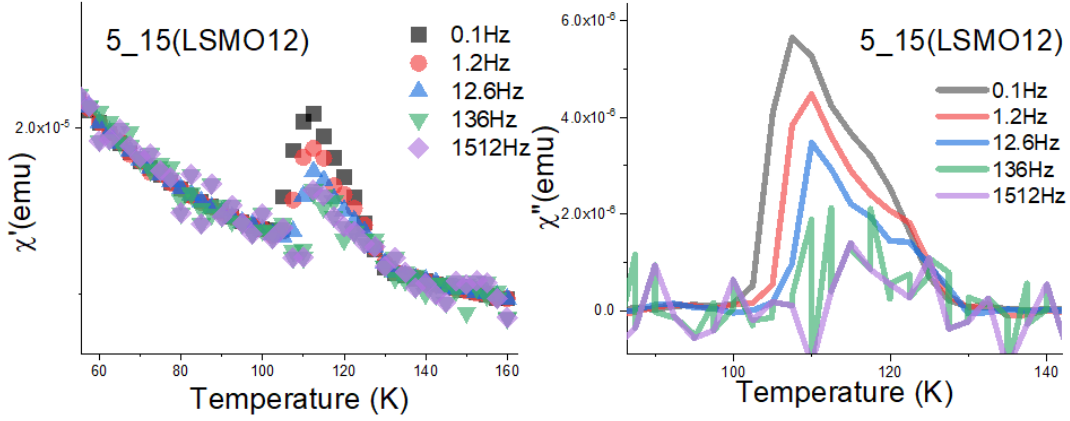 5_15(LSMO12)
0.1Hz
1.2Hz
12.6Hz
136Hz
1512Hz
2.0x10⁻⁵
χ'(emu)
60 80 100 120 140 160
Temperature (K)
6.0x10⁻⁶
5_15(LSMO12)
0.1Hz
4.0x10⁻⁶
1.2Hz
12.6Hz
136Hz
1512Hz
2.0x10⁻⁶
χ"(emu)
0.0
100 120 140
Temperature (K)